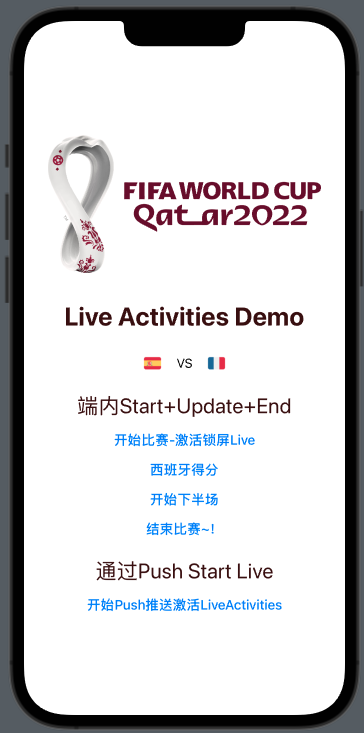 FIFA WORLD CUP
Qatar2022
Live Activities Demo
VS
端内Start+Update+End
开始比赛-激活锁屏Live
西班牙得分
开始下半场
结束比赛~!
通过Push Start Live
开始Push推送激活LiveActivities